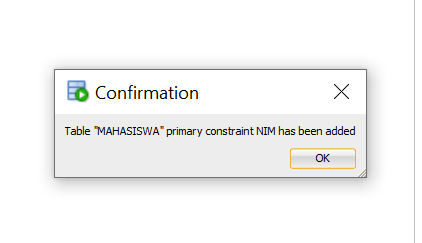 Confirmation
Table "MAHASISWA" primary constraint NIM has been added
OK